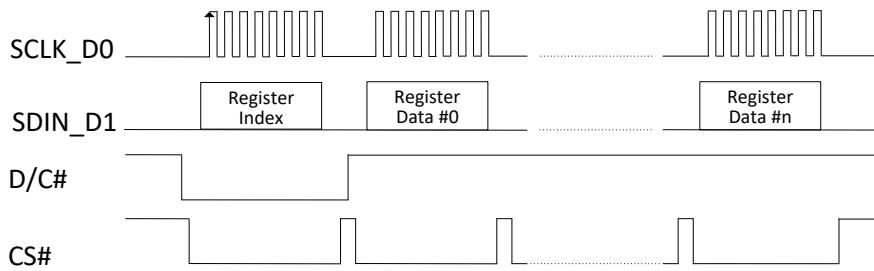 SCLK_D0
SDIN_D1
Register
Index
Register
Data #0
Register
Data #n
D/C#
CS#